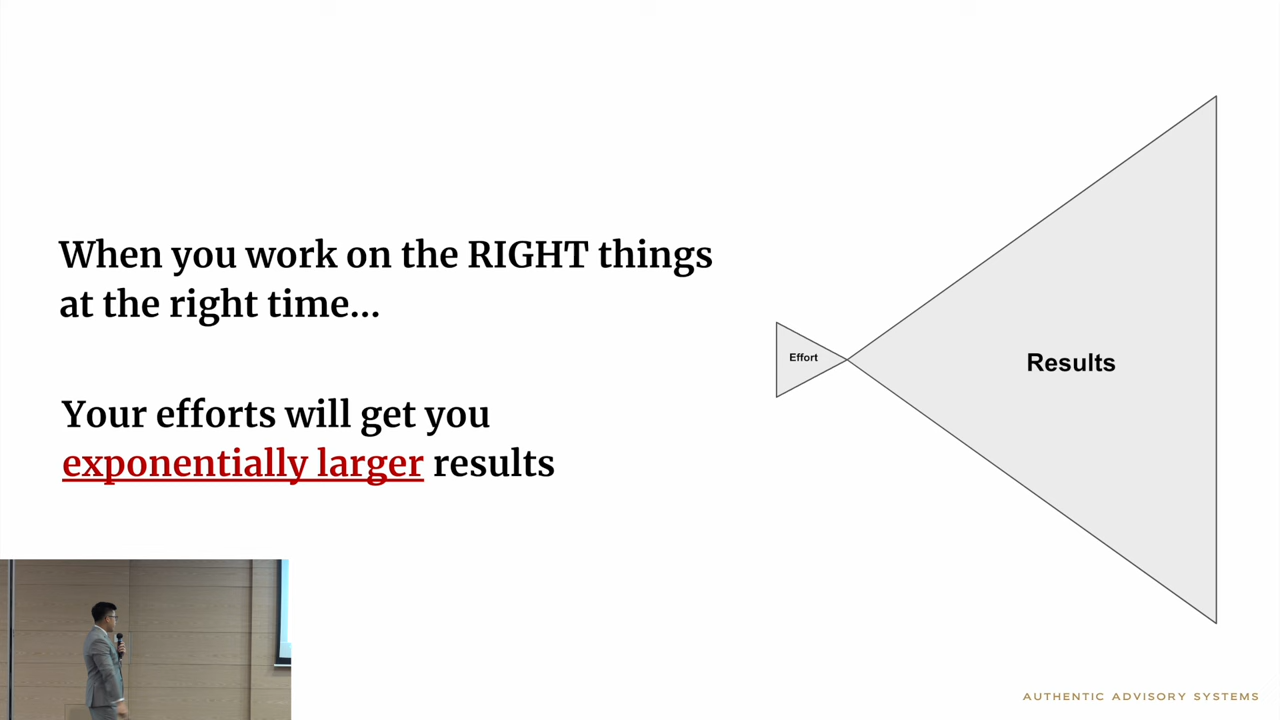 When you work on the RIGHT things
at the right time...
Your efforts will get you
exponentially larger results
Effort
Results
AUTHENTIC ADVISORY SYSTEMS